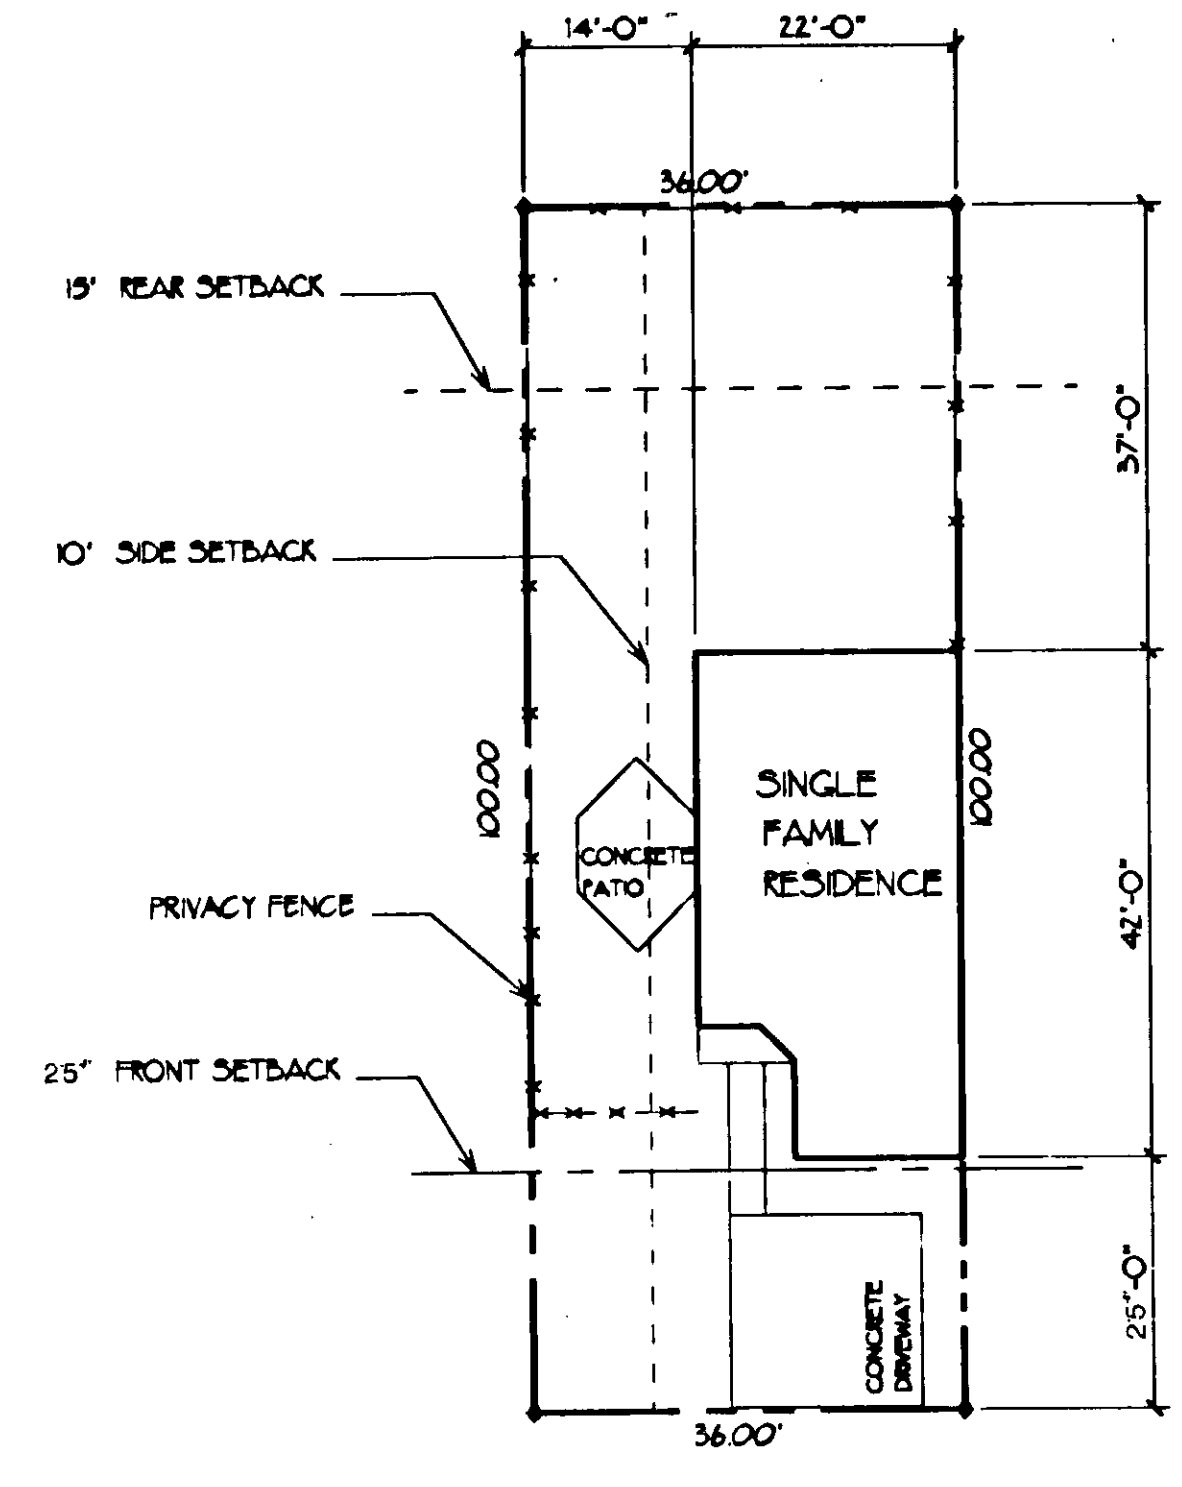 14'-0"
22'-0"
36.00'
15' REAR SETBACK
37'-0"
10' SIDE SETBACK
100.00
100.00
SINGLE
FAMILY
RESIDENCE
CONCRETE
PATIO
42'-0"
PRIVACY FENCE
25' FRONT SETBACK
25'-0"
CONCRETE
DRIVEWAY
36.00'